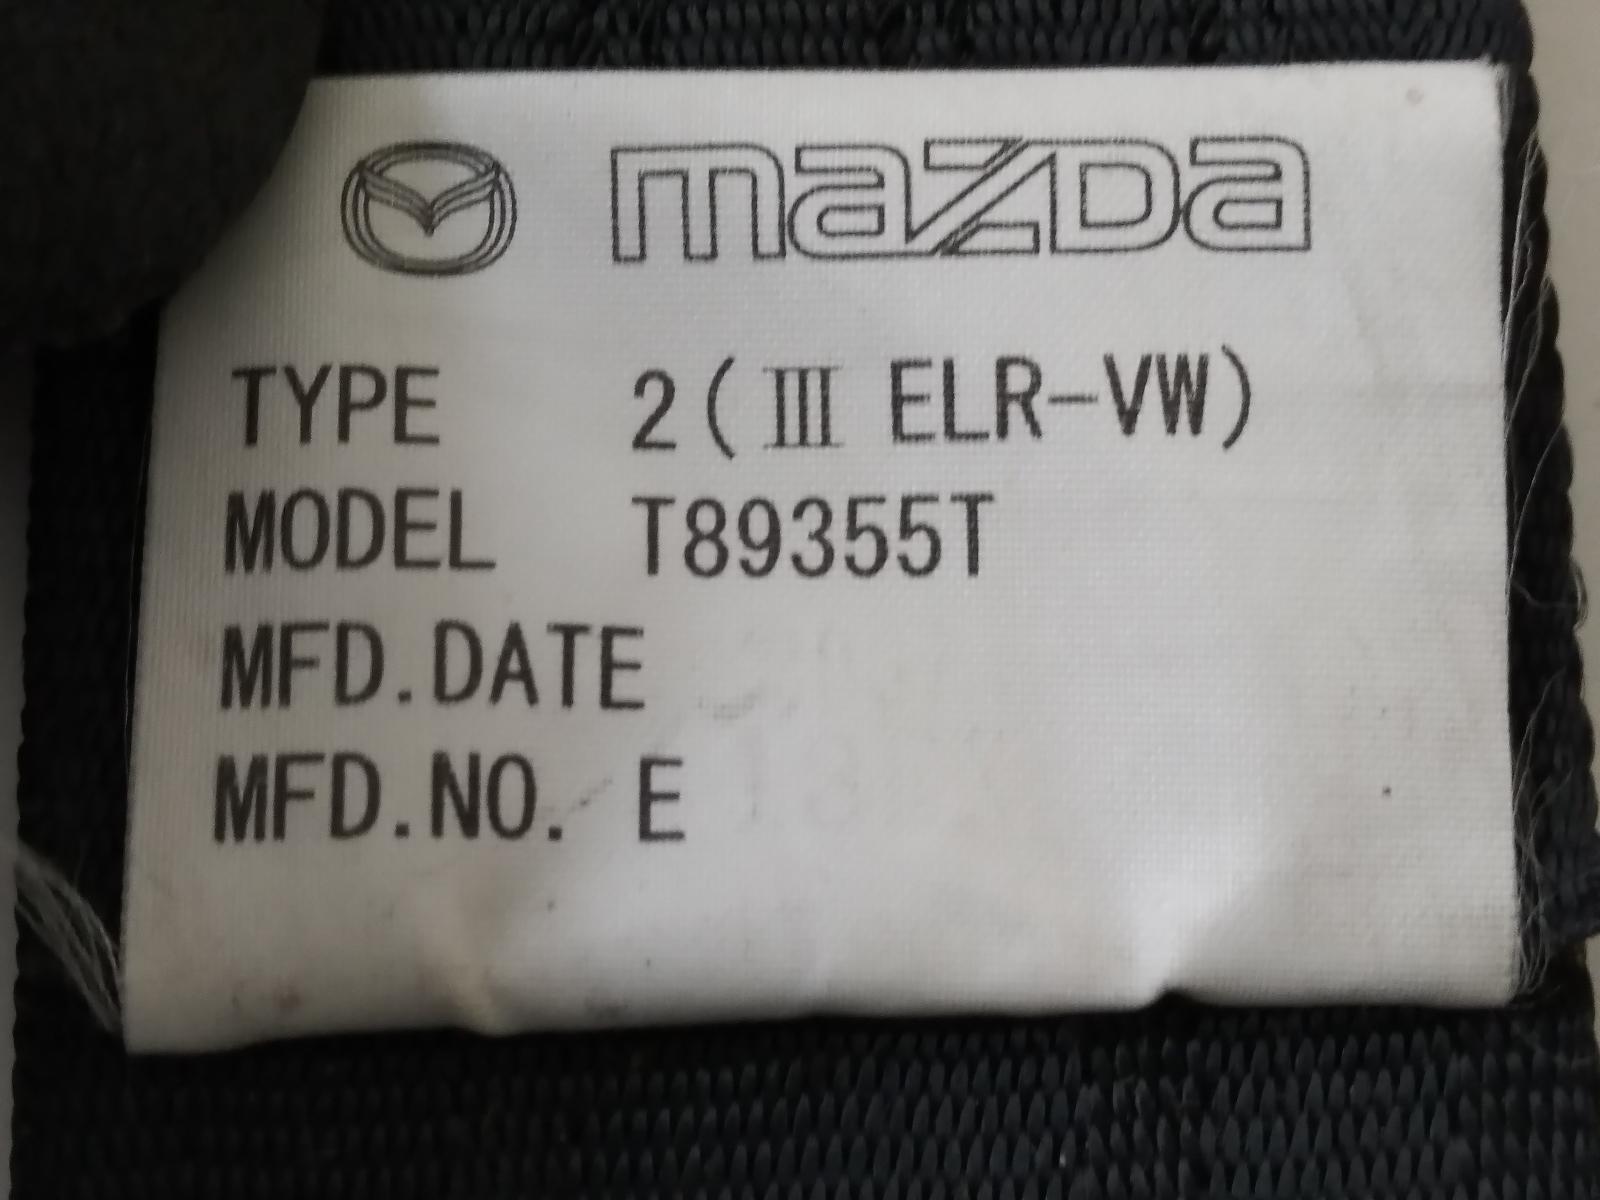 mazda
TYPE 2(Ⅲ ELR-VW)
MODEL T89355T
MFD.DATE
MFD.NO. E